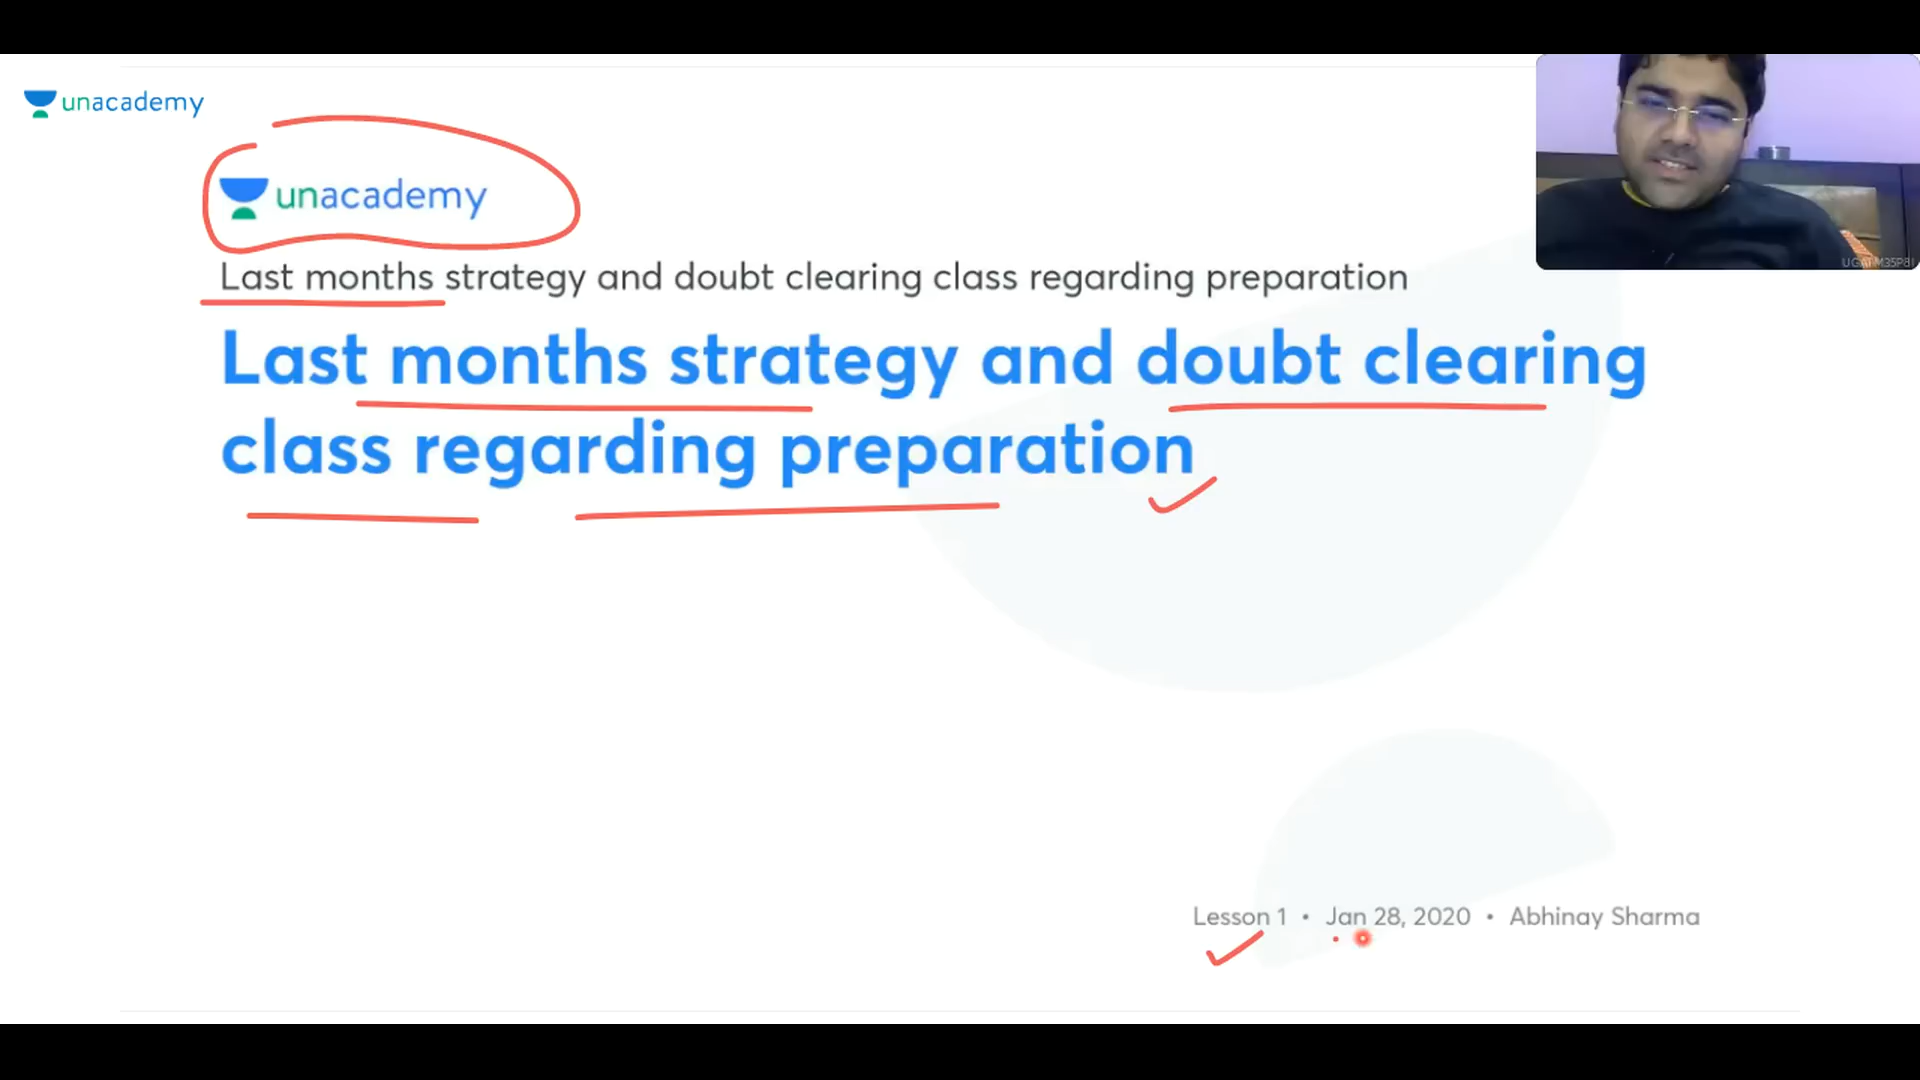 unacademy
unacademy
Last months strategy and doubt clearing class regarding preparation
Last months strategy and doubt clearing
class regarding preparation
Lesson 1 • Jan 28, 2020 • Abhinay Sharma